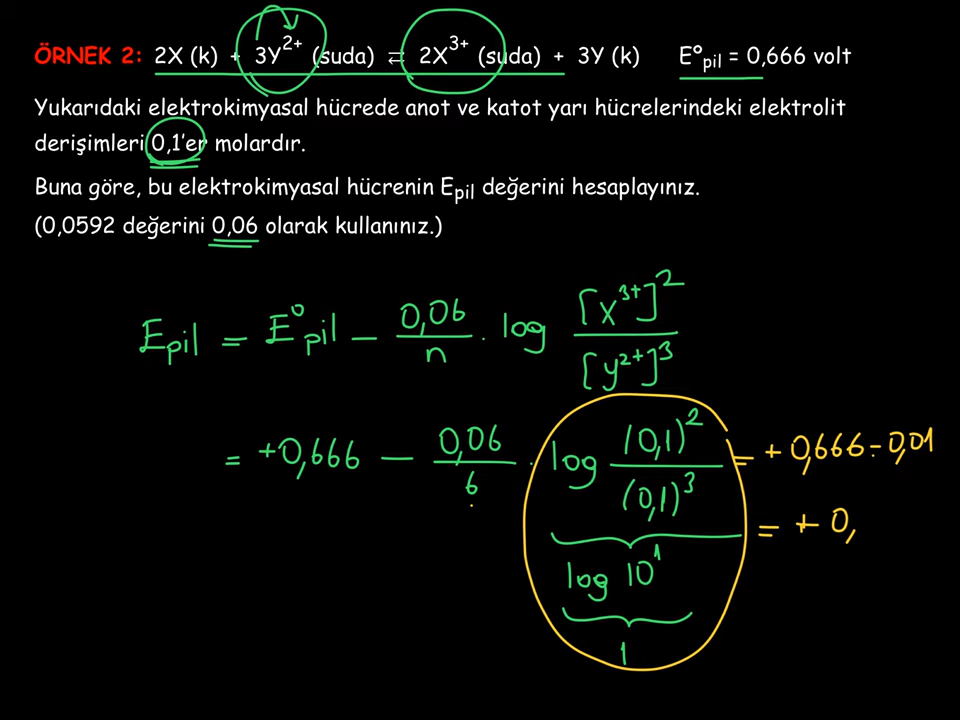 ÖRNEK 2: 2X (k) + 3Y²⁺ (suda) ⇄ 2X³⁺ (suda) + 3Y (k) E°pil = 0,666 volt
Yukarıdaki elektrokimyasal hücrede anot ve katot yarı hücrelerindeki elektrolit
derişimleri 0,1'er molardır.
Buna göre, bu elektrokimyasal hücrenin Epil değerini hesaplayınız.
(0,0592 değerini 0,06 olarak kullanınız.)
Epil = E°pil − 0,06/n . log [X³⁺]²/[Y²⁺]³
= +0,666 − 0,06/6 . log (0,1)²/(0,1)³ = +0,666 − 0,01
= +0,
log 10¹
1